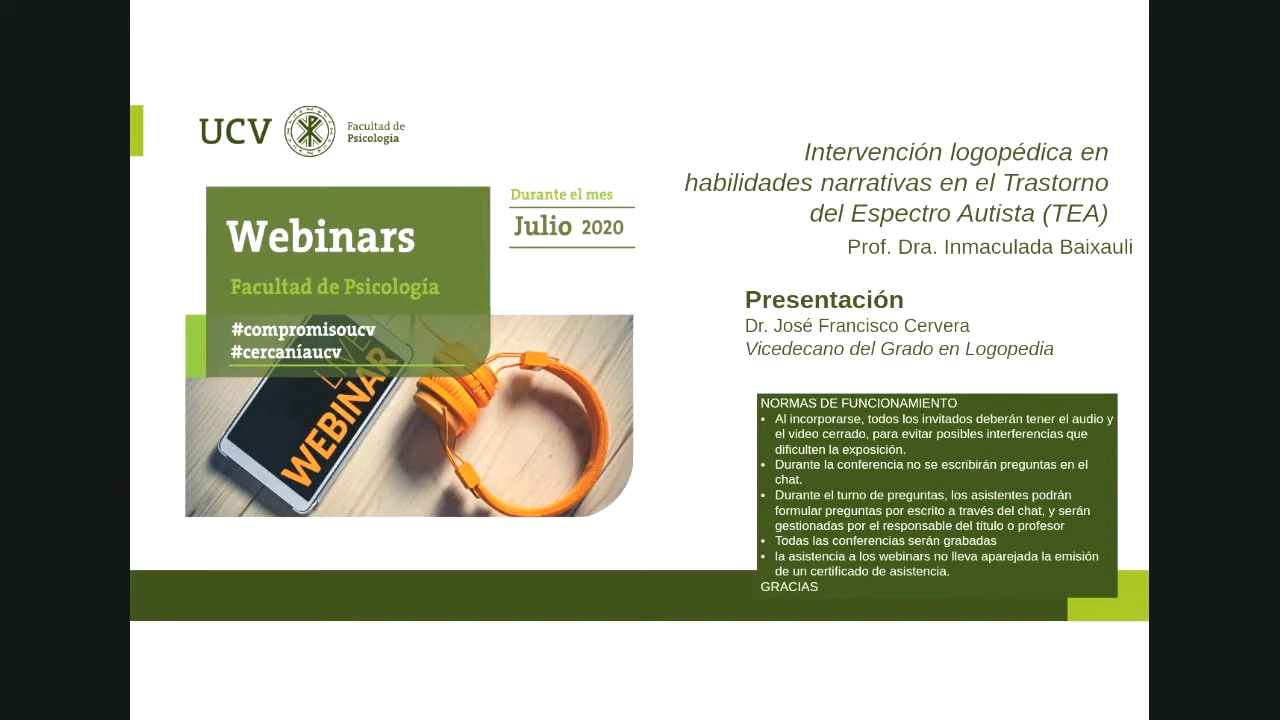 UCV
Facultad de
Psicología
Durante el mes
Julio 2020
Webinars
Facultad de Psicología
#compromisoucv
#cercaníaucv
LIVE
WEBINAR
Intervención logopédica en
habilidades narrativas en el Trastorno
del Espectro Autista (TEA)
Prof. Dra. Inmaculada Baixauli
Presentación
Dr. José Francisco Cervera
Vicedecano del Grado en Logopedia
NORMAS DE FUNCIONAMIENTO
• Al incorporarse, todos los invitados deberán tener el audio y
el video cerrado, para evitar posibles interferencias que
dificulten la exposición.
• Durante la conferencia no se escribirán preguntas en el
chat.
• Durante el turno de preguntas, los asistentes podrán
formular preguntas por escrito a través del chat, y serán
gestionadas por el responsable del título o profesor
• Todas las conferencias serán grabadas
• la asistencia a los webinars no lleva aparejada la emisión
de un certificado de asistencia.
GRACIAS